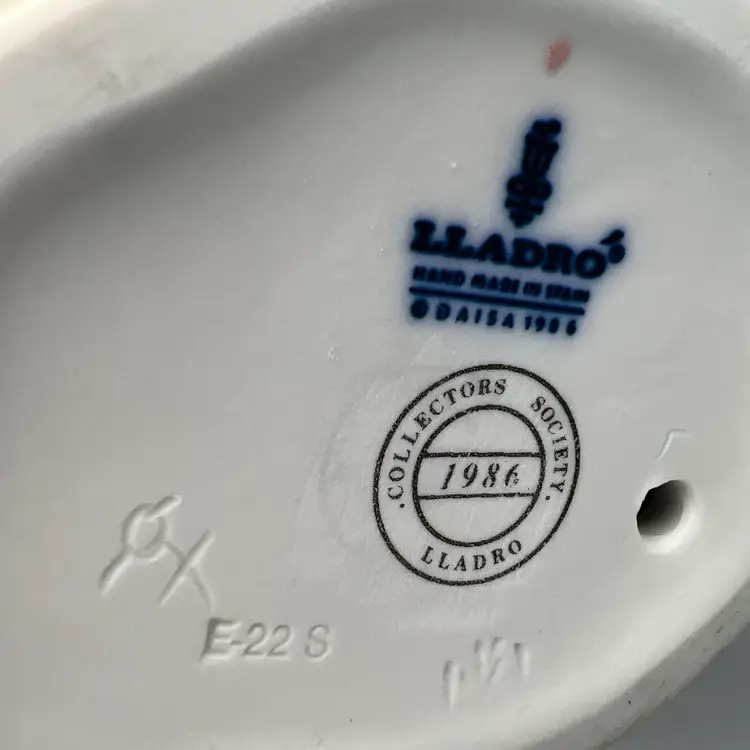 LLADRÓ
HAND MADE IN SPAIN
© DAISA 1986
·COLLECTORS SOCIETY·
1986
LLADRO
E-22 S